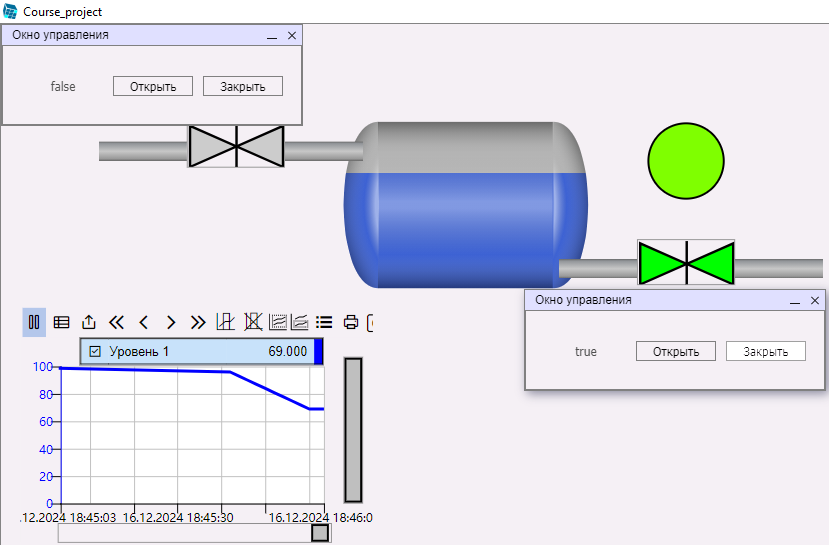 Course_project
Окно управления
false Открыть Закрыть
Окно управления
true Открыть Закрыть
Уровень 1 69.000
100
80
60
40
20
0
.12.2024 18:45:03 16.12.2024 18:45:30 16.12.2024 18:46:0